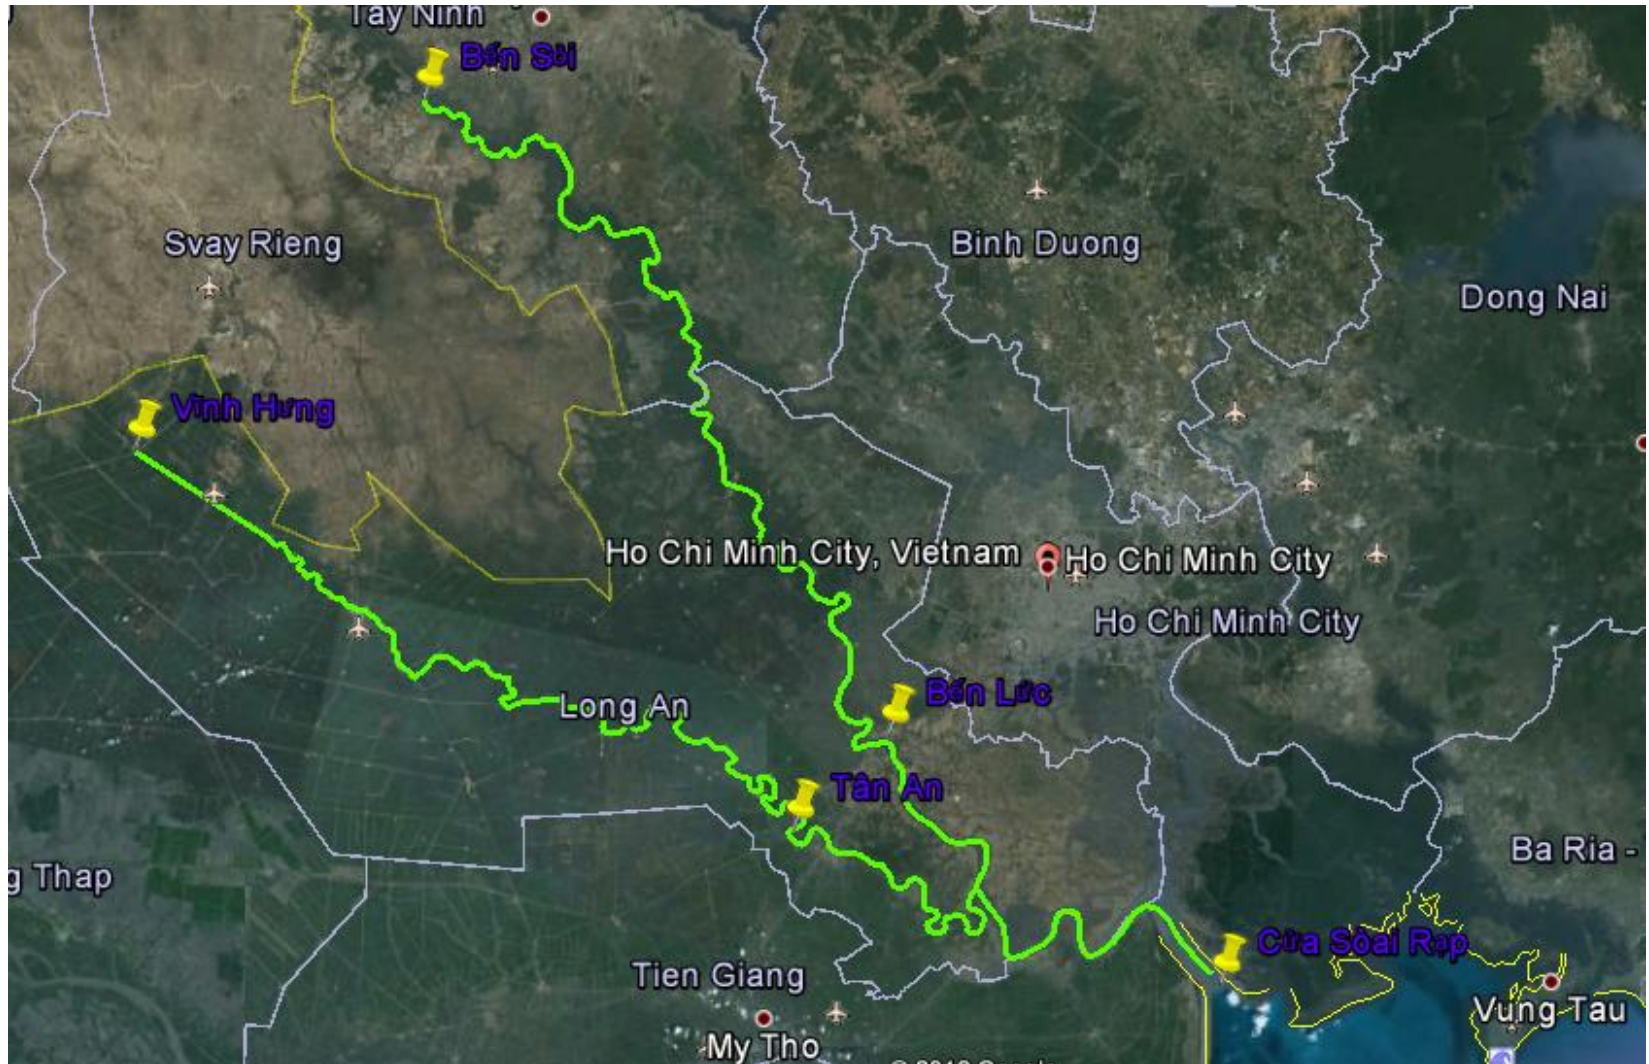 Tay Ninh
Bến Sỏi
Svay Rieng
Binh Duong
Dong Nai
Vĩnh Hưng
Ho Chi Minh City, Vietnam
Ho Chi Minh City
Ho Chi Minh City
Bến Lức
Long An
Tân An
Ba Ria -
g Thap
Cửa Sòai Rạp
Tien Giang
Vung Tau
My Tho